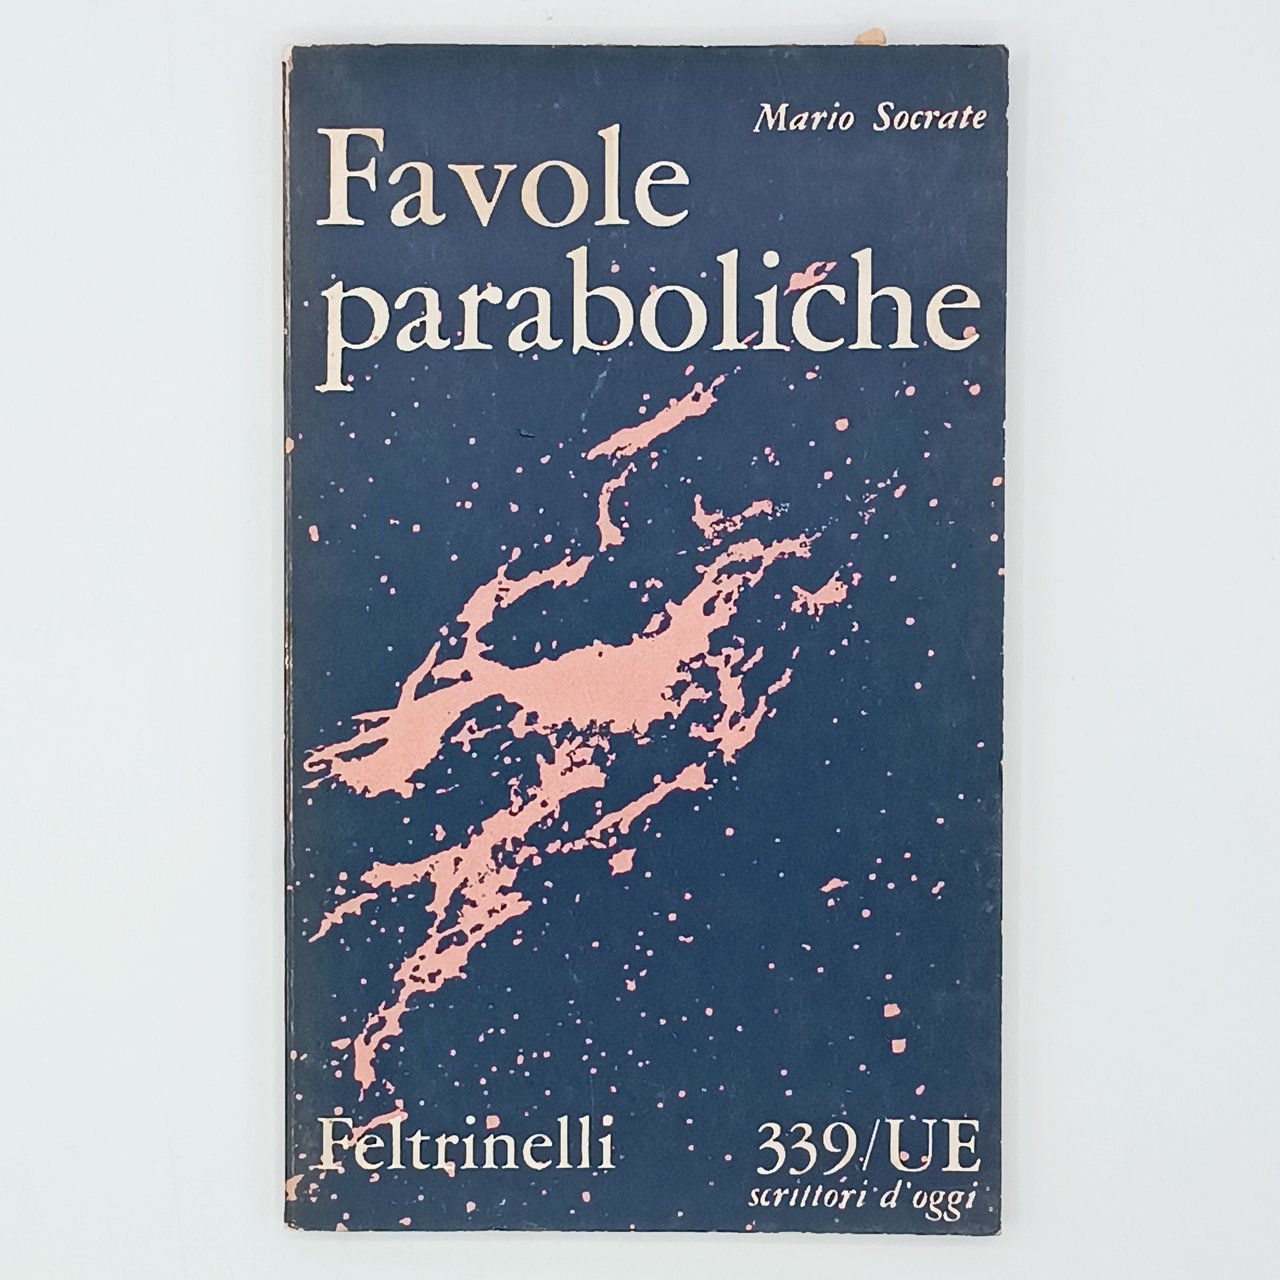 Mario Socrate
Favole
paraboliche
Feltrinelli
339/UE
scrittori d'oggi